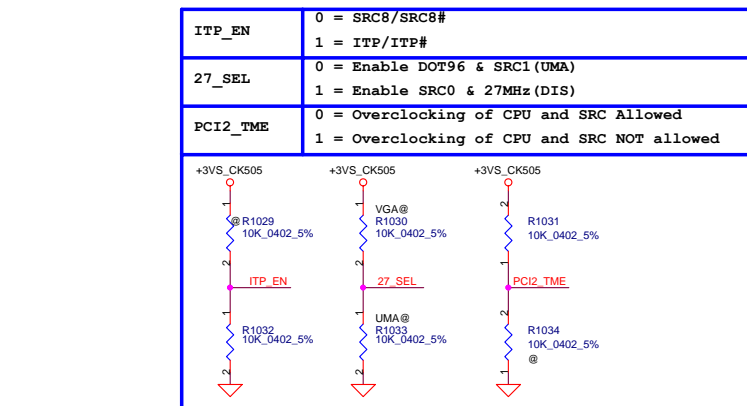 ITP_EN
0 = SRC8/SRC8#
1 = ITP/ITP#
27_SEL
0 = Enable DOT96 & SRC1(UMA)
1 = Enable SRC0 & 27MHz(DIS)
PCI2_TME
0 = Overclocking of CPU and SRC Allowed
1 = Overclocking of CPU and SRC NOT allowed
+3VS_CK505
1
@
R1029
10K_0402_5%
2
ITP_EN
1
R1032
10K_0402_5%
2
+3VS_CK505
1
VGA@
R1030
10K_0402_5%
2
27_SEL
1
UMA@
R1033
10K_0402_5%
2
+3VS_CK505
2
R1031
10K_0402_5%
1
PCI2_TME
2
R1034
10K_0402_5%
@
1